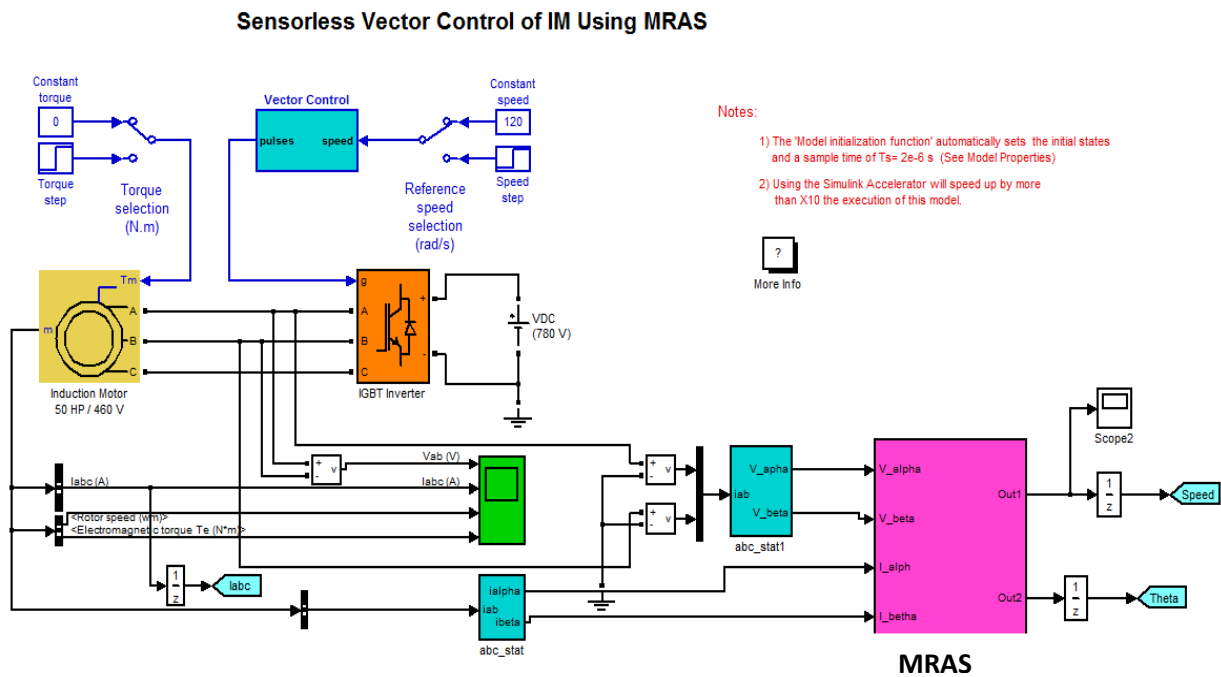 Sensorless Vector Control of IM Using MRAS
Constant
torque
0
Torque
step
Torque
selection
(N.m)
Vector Control
pulses
speed
Constant
speed
120
Speed
step
Reference
speed
selection
(rad/s)
Notes:
1) The 'Model initialization function' automatically sets the initial states
and a sample time of Ts= 2e-6 s (See Model Properties)
2) Using the Simulink Accelerator will speed up by more
than X10 the execution of this model.
?
More Info
Tm
m
A
B
C
Induction Motor
50 HP / 460 V
g
A
B
C
+
-
IGBT Inverter
+
VDC
(780 V)
Iabc (A)
<Rotor speed (wm)>
<Electromagnetic torque Te (N*m)>
+
-
v
Vab (V)
Iabc (A)
1
z
Iabc
iab
ialpha
ibeta
abc_stat
+
-
v
+
-
v
iab
V_apha
V_beta
abc_stat1
V_alpha
V_beta
I_alph
I_betha
Out1
Out2
MRAS
Scope2
1
z
Speed
1
z
Theta